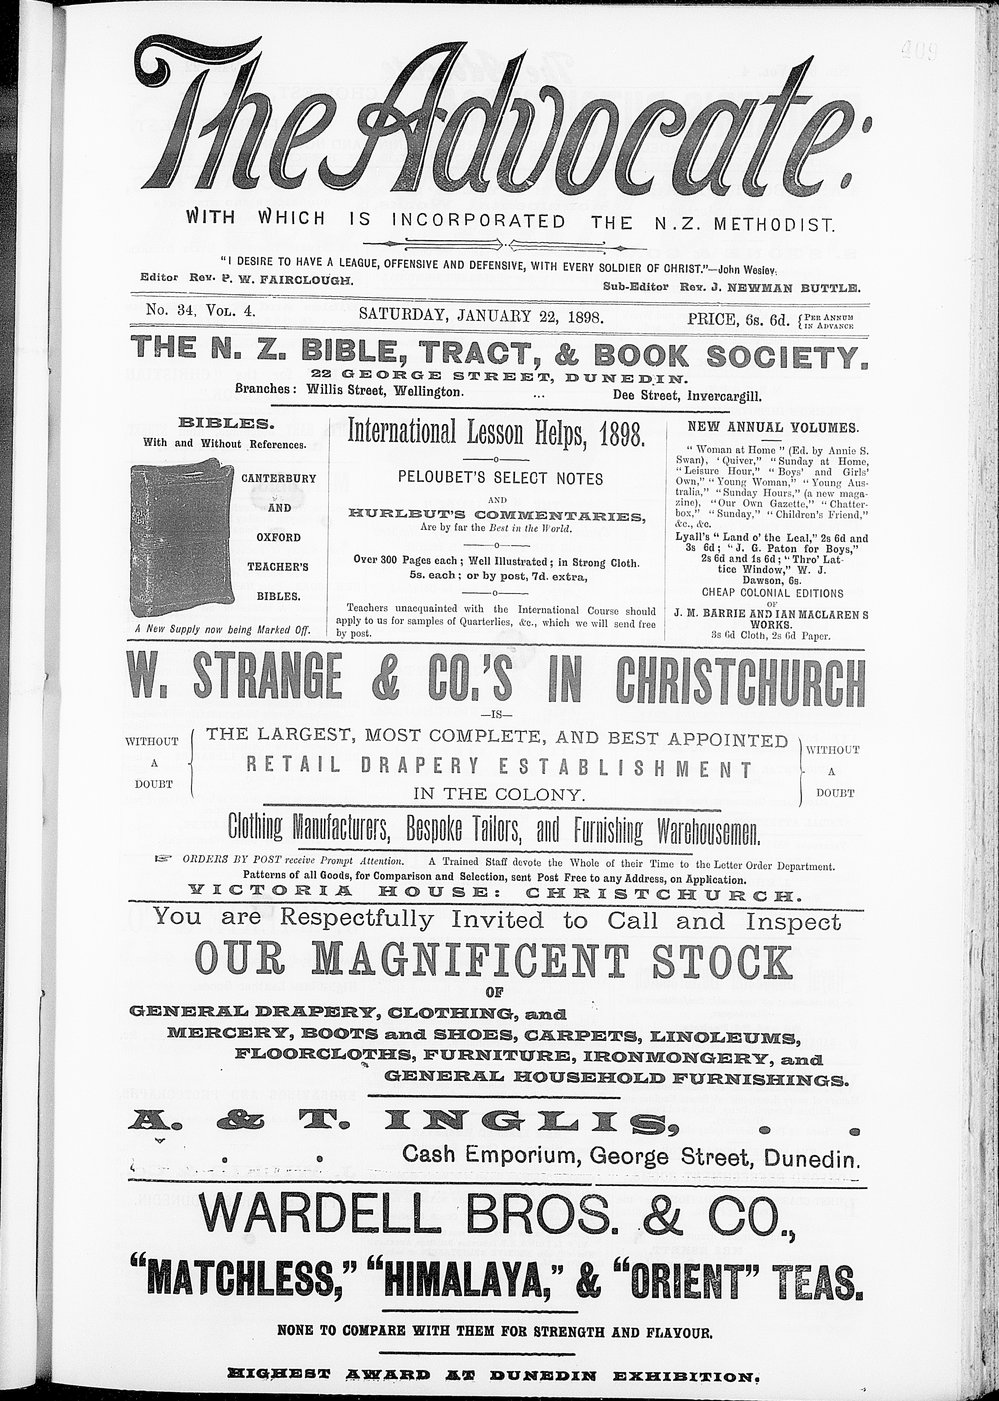 209
The Advocate:
WITH WHICH IS INCORPORATED THE N.Z. METHODIST.
"I DESIRE TO HAVE A LEAGUE, OFFENSIVE AND DEFENSIVE, WITH EVERY SOLDIER OF CHRIST."—John Wesley.
Editor Rev. P. W. FAIRCLOUGH.
Sub-Editor Rev. J. NEWMAN BUTTLE.
No. 34, VOL. 4.
SATURDAY, JANUARY 22, 1898.
PRICE, 6s. 6d. { PER ANNUM
IN ADVANCE
THE N. Z. BIBLE, TRACT, & BOOK SOCIETY.
22 GEORGE STREET, DUNEDIN.
Branches: Willis Street, Wellington. ... Dee Street, Invercargill.
BIBLES.
With and Without References.
CANTERBURY
AND
OXFORD
TEACHER'S
BIBLES.
A New Supply now being Marked Off.
International Lesson Helps, 1898.
—o—
PELOUBET'S SELECT NOTES
AND
HURLBUT'S COMMENTARIES,
Are by far the Best in the World.
—o—
Over 300 Pages each; Well Illustrated; in Strong Cloth.
5s. each; or by post, 7d. extra,
—o—
Teachers unacquainted with the International Course should
apply to us for samples of Quarterlies, &c., which we will send free
by post.
NEW ANNUAL VOLUMES.
"Woman at Home" (Ed. by Annie S.
Swan), 'Quiver," "Sunday at Home,
"Leisure Hour," "Boys' and Girls'
Own," "Young Woman," "Young Aus-
tralia," "Sunday Hours," (a new maga-
zine), "Our Own Gazette," "Chatter-
box," "Sunday," "Children's Friend,"
&c., &c.
Lyall's "Land o' the Leal," 2s 6d and
3s 6d; "J. G. Paton for Boys,"
2s 6d and 1s 6d; "Thro' Lat-
tice Window," W. J.
Dawson, 6s.
CHEAP COLONIAL EDITIONS
OF
J. M. BARRIE AND IAN MACLAREN S
WORKS.
3s 6d Cloth, 2s 6d Paper.
W. STRANGE & CO.'S IN CHRISTCHURCH
—IS—
WITHOUT
A
DOUBT
THE LARGEST, MOST COMPLETE, AND BEST APPOINTED
RETAIL DRAPERY ESTABLISHMENT
IN THE COLONY.
WITHOUT
A
DOUBT
Clothing Manufacturers, Bespoke Tailors, and Furnishing Warehousemen.
☞ ORDERS BY POST receive Prompt Attention. A Trained Staff devote the Whole of their Time to the Letter Order Department.
Patterns of all Goods, for Comparison and Selection, sent Post Free to any Address, on Application.
VICTORIA HOUSE: CHRISTCHURCH.
You are Respectfully Invited to Call and Inspect
OUR MAGNIFICENT STOCK
OF
GENERAL DRAPERY, CLOTHING, and
MERCERY, BOOTS and SHOES, CARPETS, LINOLEUMS,
FLOORCLOTHS, FURNITURE, IRONMONGERY, and
GENERAL HOUSEHOLD FURNISHINGS.
A. & T. INGLIS, . .
. . Cash Emporium, George Street, Dunedin.
WARDELL BROS. & CO.,
"MATCHLESS," "HIMALAYA," & "ORIENT" TEAS.
NONE TO COMPARE WITH THEM FOR STRENGTH AND FLAVOUR.
HIGHEST AWARD AT DUNEDIN EXHIBITION.